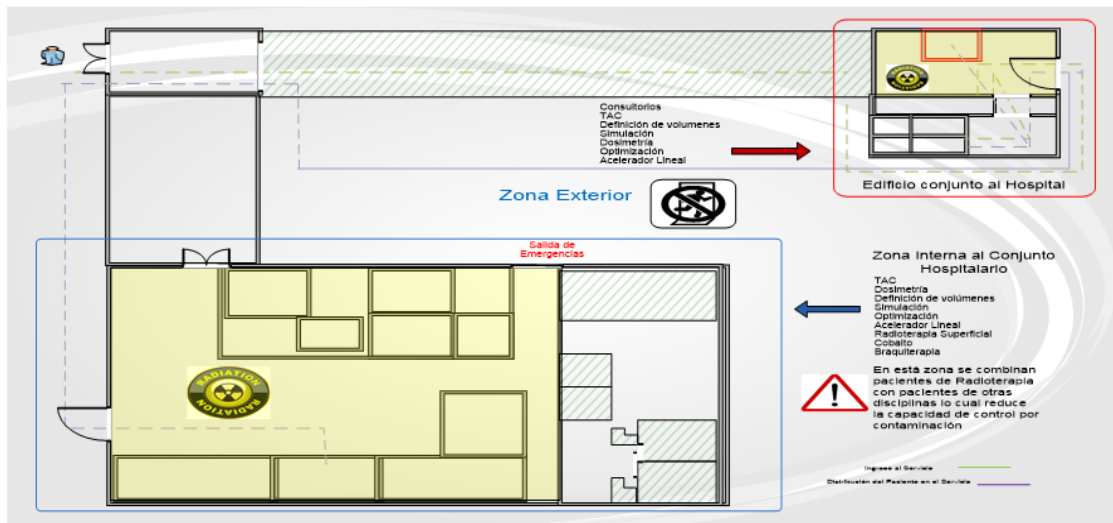 Consultorios
TAC
Definición de volumenes
Simulación
Dosimetría
Optimización
Acelerador Lineal
Edificio conjunto al Hospital
Zona Exterior
Salida de
Emergencias
Zona Interna al Conjunto
Hospitalario
TAC
Dosimetría
Definición de volúmenes
Simulación
Optimización
Acelerador Lineal
Radioterapia Superficial
Cobalto
Braquiterapia
En está zona se combinan
pacientes de Radioterapia
con pacientes de otras
disciplinas lo cual reduce
la capacidad de control por
contaminación
RADIATION
RADIATION
Ingreso al Servicio
Distribución del Paciente en el Servicio